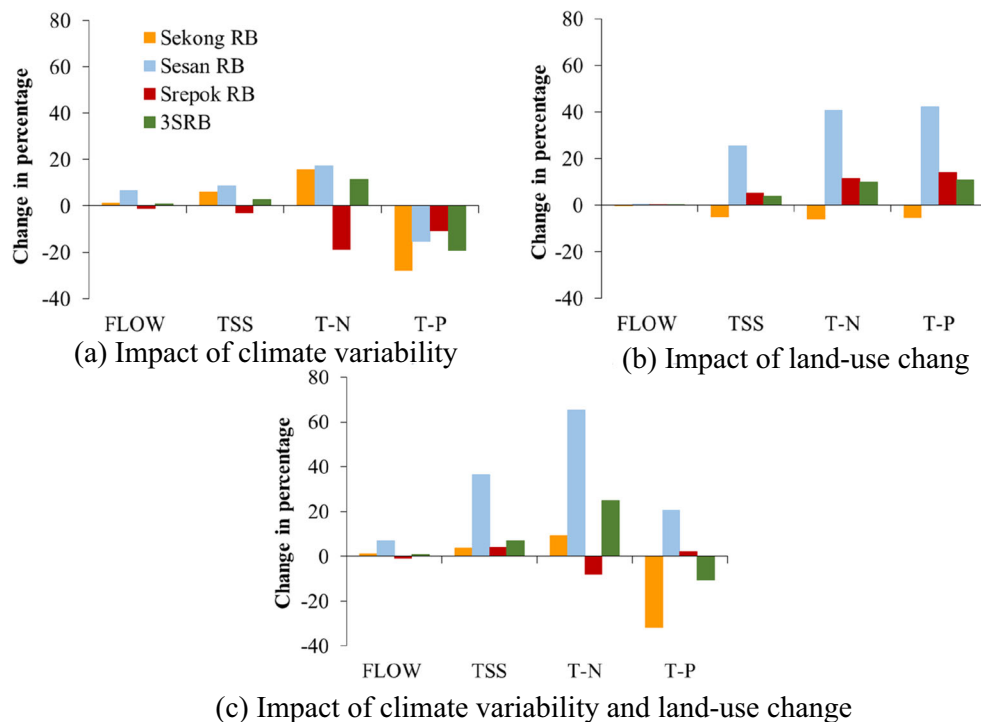 80
60
40
20
0
-20
-40
Change in percentage
Sekong RB
Sesan RB
Srepok RB
3SRB
FLOW TSS T-N T-P
(a) Impact of climate variability
80
60
40
20
0
-20
-40
Change in percentage
FLOW TSS T-N T-P
(b) Impact of land-use chang
80
60
40
20
0
-20
-40
Change in percentage
FLOW TSS T-N T-P
(c) Impact of climate variability and land-use change